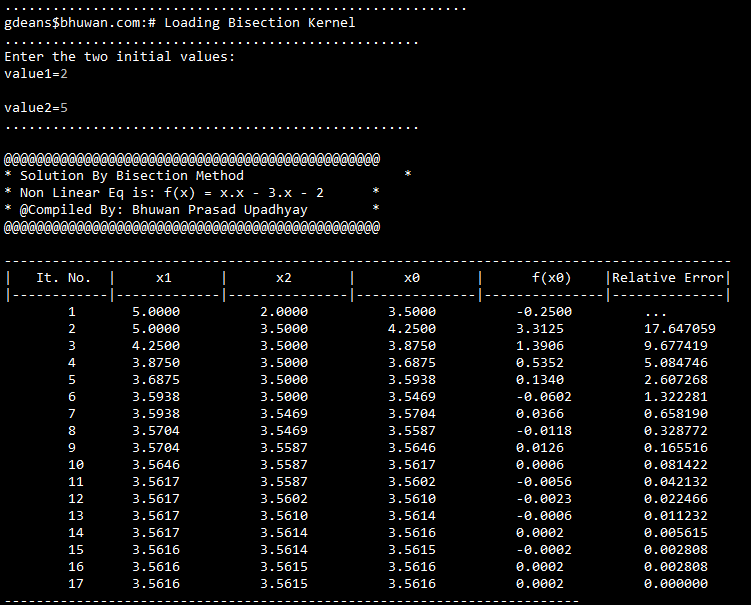 ..........................................................
gdeans$bhuwan.com:# Loading Bisection Kernel
....................................................
Enter the two initial values:
value1=2
value2=5
....................................................
@@@@@@@@@@@@@@@@@@@@@@@@@@@@@@@@@@@@@@@@@@@@@@@
* Solution By Bisection Method                    *
* Non Linear Eq is: f(x) = x.x - 3.x - 2      *
* @Compiled By: Bhuwan Prasad Upadhyay        *
@@@@@@@@@@@@@@@@@@@@@@@@@@@@@@@@@@@@@@@@@@@@@@@
-------------------------------------------------------------------------------------------
|   It. No.  |     x1      |      x2       |      x0       |      f(x0)    |Relative Error|
|------------|-------------|---------------|---------------|---------------|--------------|
1 5.0000 2.0000 3.5000 -0.2500 ...
2 5.0000 3.5000 4.2500 3.3125 17.647059
3 4.2500 3.5000 3.8750 1.3906 9.677419
4 3.8750 3.5000 3.6875 0.5352 5.084746
5 3.6875 3.5000 3.5938 0.1340 2.607268
6 3.5938 3.5000 3.5469 -0.0602 1.322281
7 3.5938 3.5469 3.5704 0.0366 0.658190
8 3.5704 3.5469 3.5587 -0.0118 0.328772
9 3.5704 3.5587 3.5646 0.0126 0.165516
10 3.5646 3.5587 3.5617 0.0006 0.081422
11 3.5617 3.5587 3.5602 -0.0056 0.042132
12 3.5617 3.5602 3.5610 -0.0023 0.022466
13 3.5617 3.5610 3.5614 -0.0006 0.011232
14 3.5617 3.5614 3.5616 0.0002 0.005615
15 3.5616 3.5614 3.5615 -0.0002 0.002808
16 3.5616 3.5615 3.5616 0.0002 0.002808
17 3.5616 3.5615 3.5616 0.0002 0.000000
------------------------------------------------------------------------